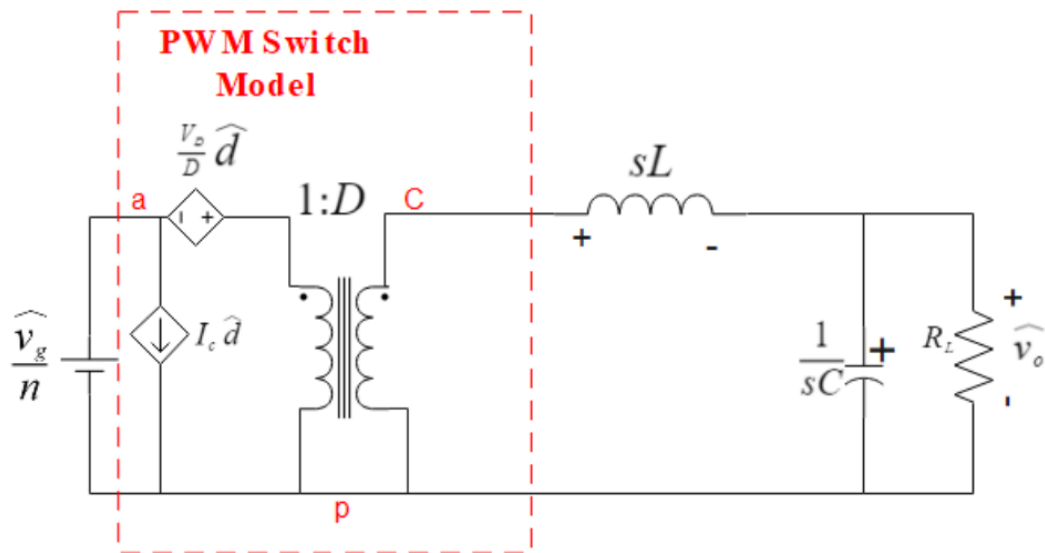 PWM Switch
Model
V_D/D d̂
a
1:D
C
sL
+
-
v̂_g/n
I_c d̂
1/sC
+
R_L
+
v̂_o
-
p